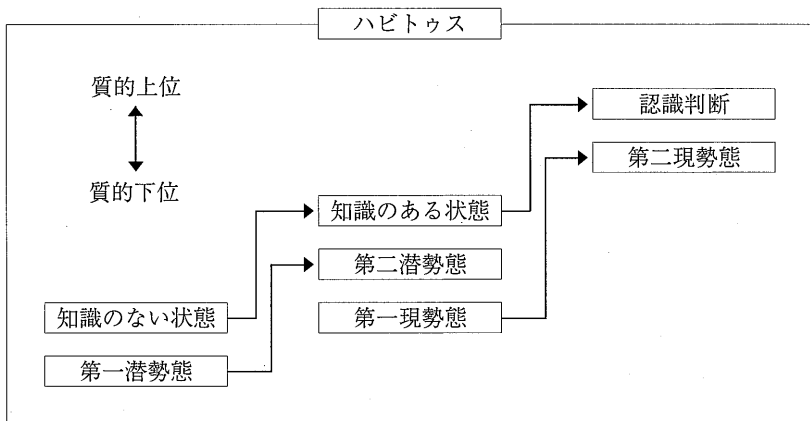 ハビトゥス
質的上位
認識判断
第二現勢態
質的下位
知識のある状態
第二潜勢態
知識のない状態
第一現勢態
第一潜勢態